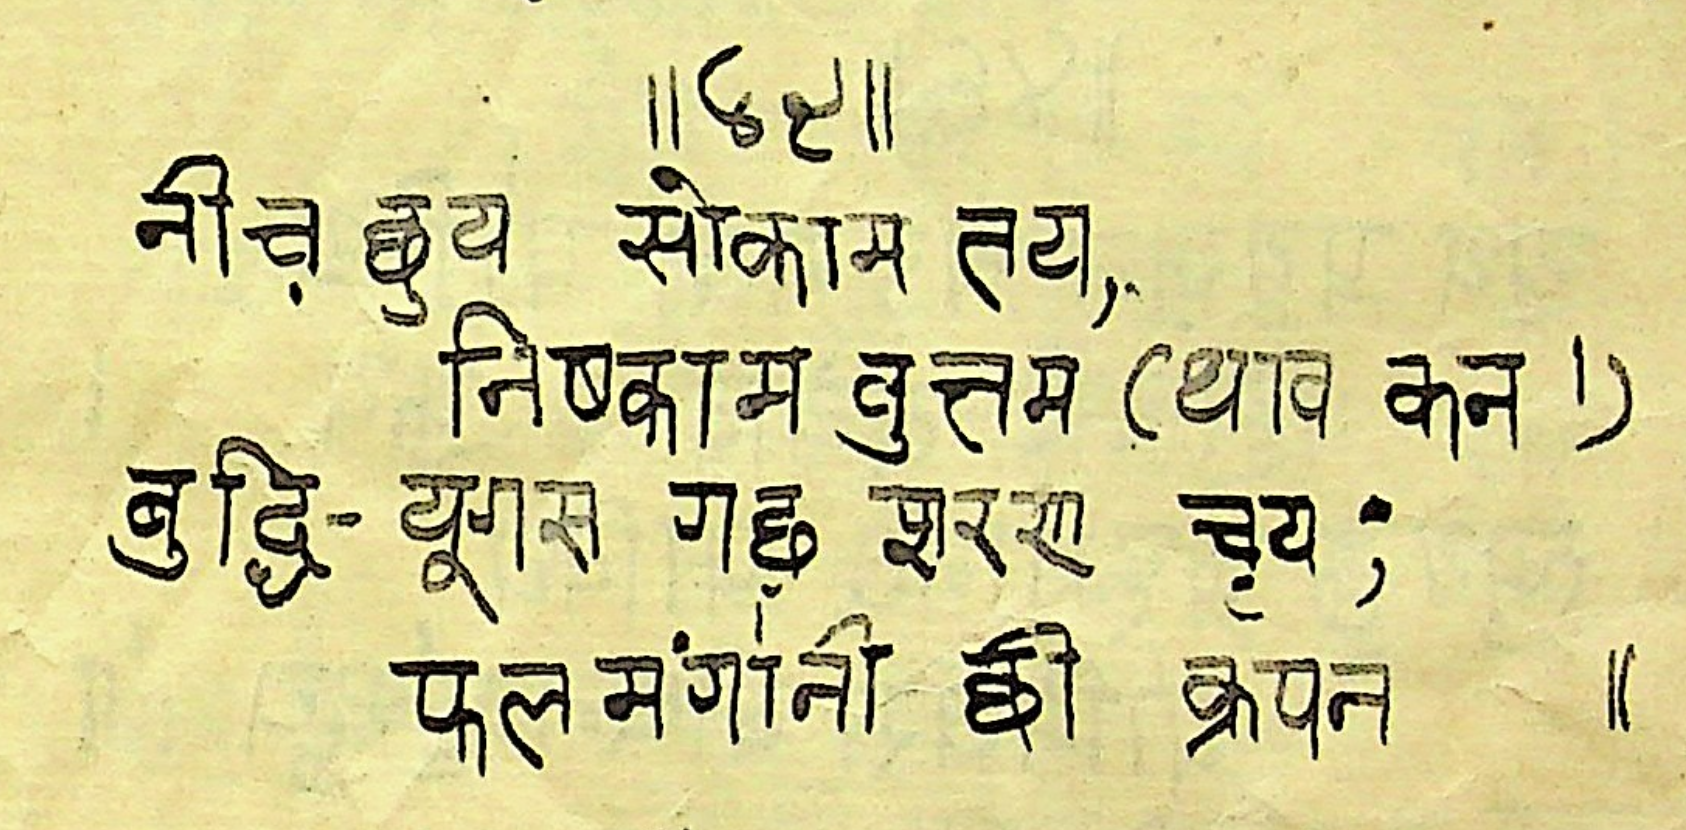 ॥४९॥
नीच़ छुय सोकाम तय,
निष्काम वुत्तम (थाव कन !)
बुद्धि-यूगस गछ़ शरण च़ृय ;
फल मंगॉनी छी क्रपन ॥